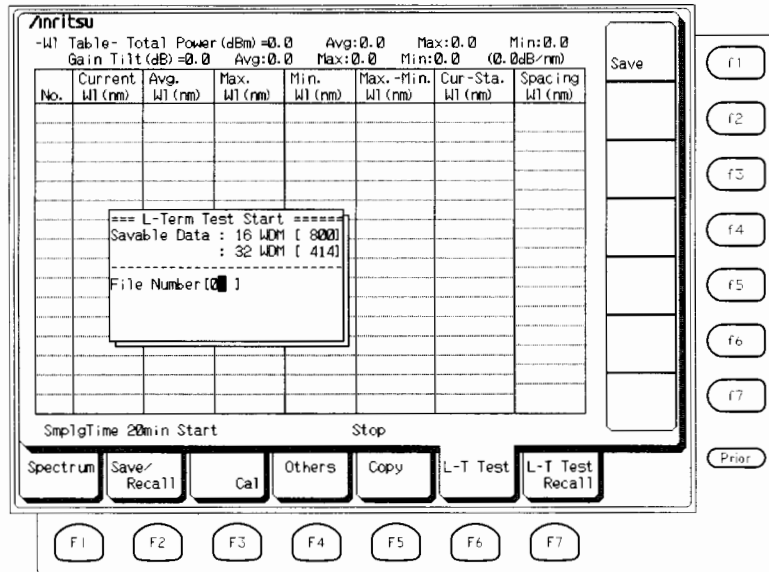 Anritsu
-Wl Table- Total Power(dBm)=0.0 Avg:0.0 Max:0.0 Min:0.0
Gain Tilt(dB)=0.0 Avg:0.0 Max:0.0 Min:0.0 (0.0dB/nm)
Save
f1
No. Current Wl(nm) Avg. Wl(nm) Max. Wl(nm) Min. Wl(nm) Max.-Min. Wl(nm) Cur-Sta. Wl(nm) Spacing Wl(nm)
f2
f3
=== L-Term Test Start ======
Savable Data : 16 WDM [ 800]
: 32 WDM [ 414]
f4
File Number[0 ]
f5
f6
f7
SmplgTime 20min Start Stop
Spectrum Save/ Recall Cal Others Copy L-T Test L-T Test Recall
Prior
F1 F2 F3 F4 F5 F6 F7